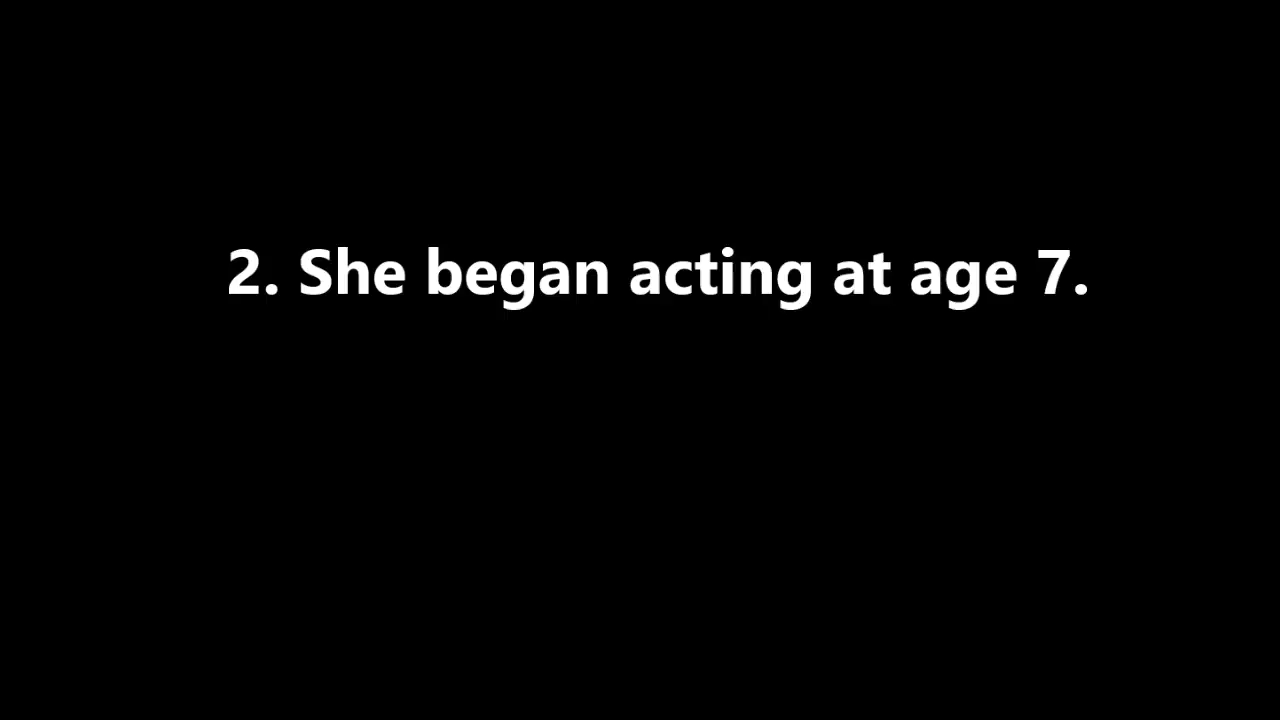 2. She began acting at age 7.